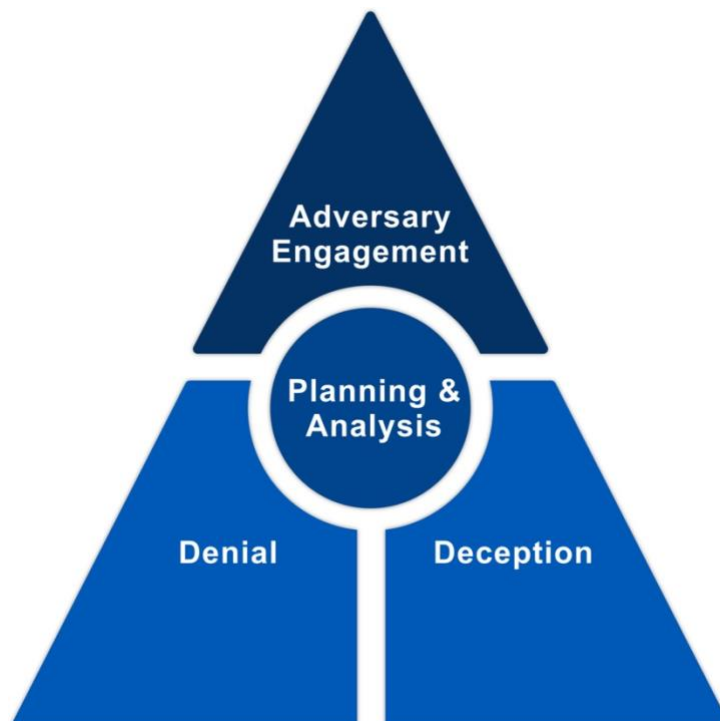 Adversary
Engagement
Planning &
Analysis
Denial
Deception